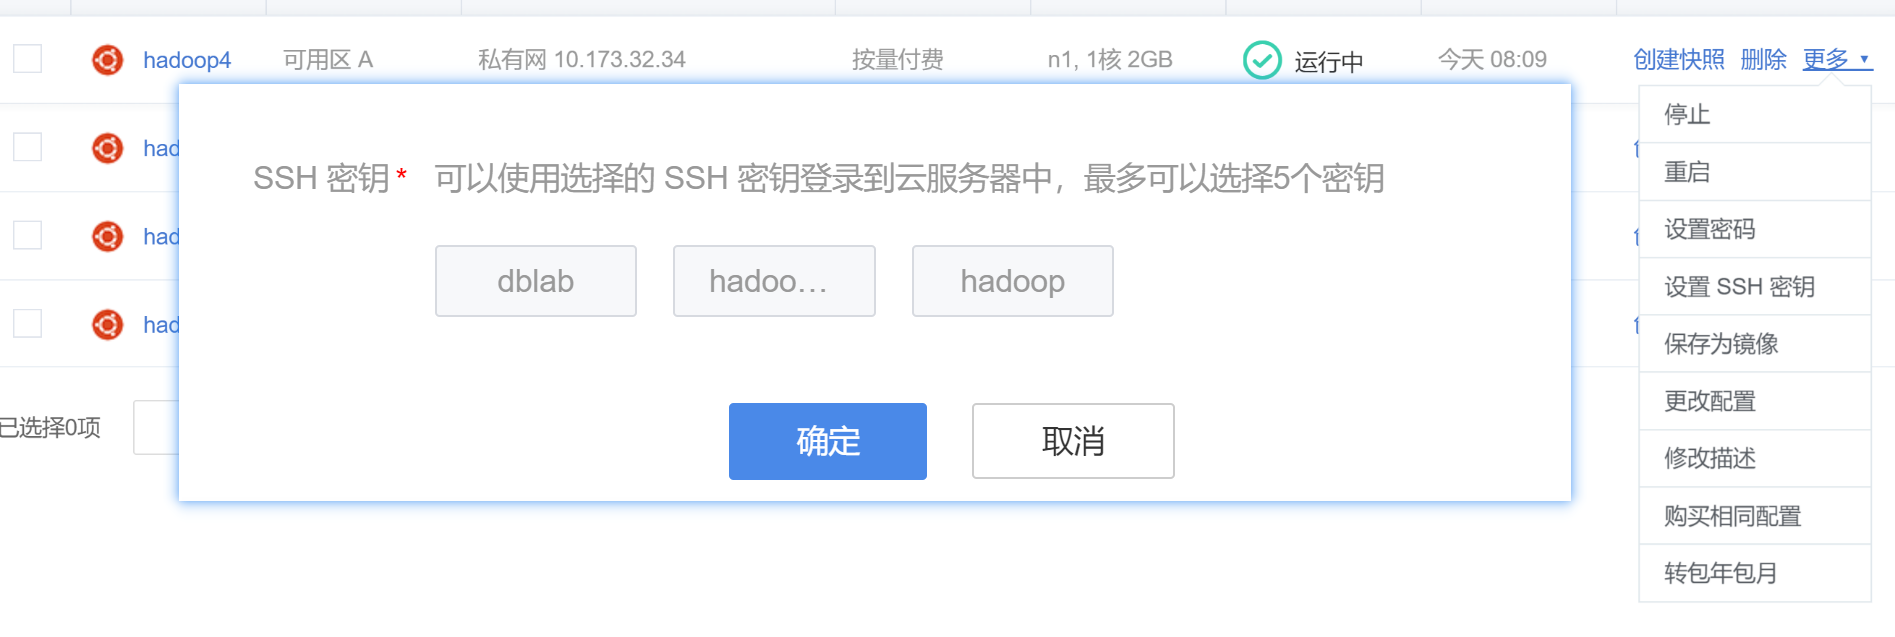 hadoop4 可用区 A 私有网 10.173.32.34 按量付费 n1, 1核 2GB 运行中 今天 08:09 创建快照 删除 更多
停止
had
重启
SSH 密钥 * 可以使用选择的 SSH 密钥登录到云服务器中，最多可以选择5个密钥
had
设置密码
dblab hadoo... hadoop
设置 SSH 密钥
had
保存为镜像
更改配置
已选择0项
确定 取消
修改描述
购买相同配置
转包年包月